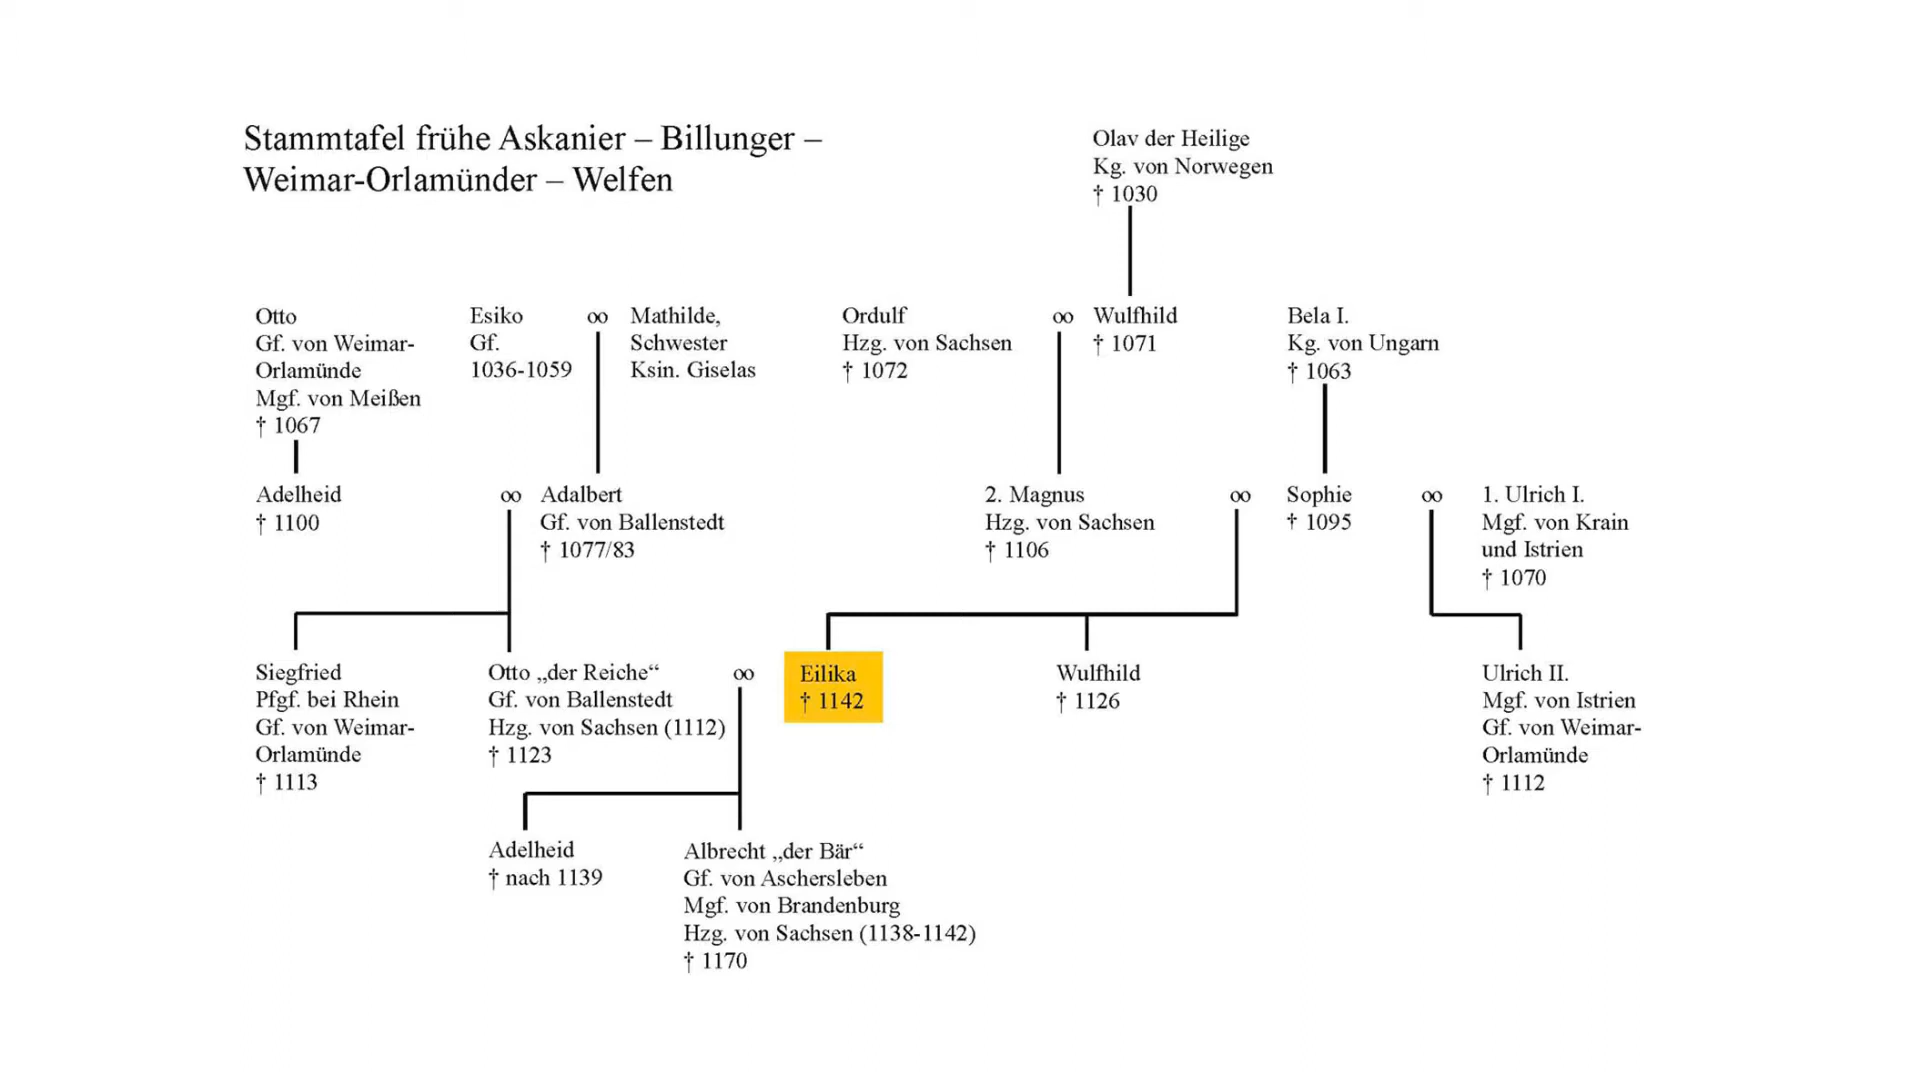 Stammtafel frühe Askanier – Billunger –
Weimar-Orlamünder – Welfen
Olav der Heilige
Kg. von Norwegen
† 1030
Otto
Gf. von Weimar-
Orlamünde
Mgf. von Meißen
† 1067
Esiko
Gf.
1036-1059
∞
Mathilde,
Schwester
Ksin. Giselas
Ordulf
Hzg. von Sachsen
† 1072
∞
Wulfhild
† 1071
Bela I.
Kg. von Ungarn
† 1063
Adelheid
† 1100
∞
Adalbert
Gf. von Ballenstedt
† 1077/83
2. Magnus
Hzg. von Sachsen
† 1106
∞
Sophie
† 1095
∞
1. Ulrich I.
Mgf. von Krain
und Istrien
† 1070
Siegfried
Pfgf. bei Rhein
Gf. von Weimar-
Orlamünde
† 1113
Otto „der Reiche“
Gf. von Ballenstedt
Hzg. von Sachsen (1112)
† 1123
∞
Eilika
† 1142
Wulfhild
† 1126
Ulrich II.
Mgf. von Istrien
Gf. von Weimar-
Orlamünde
† 1112
Adelheid
† nach 1139
Albrecht „der Bär“
Gf. von Aschersleben
Mgf. von Brandenburg
Hzg. von Sachsen (1138-1142)
† 1170